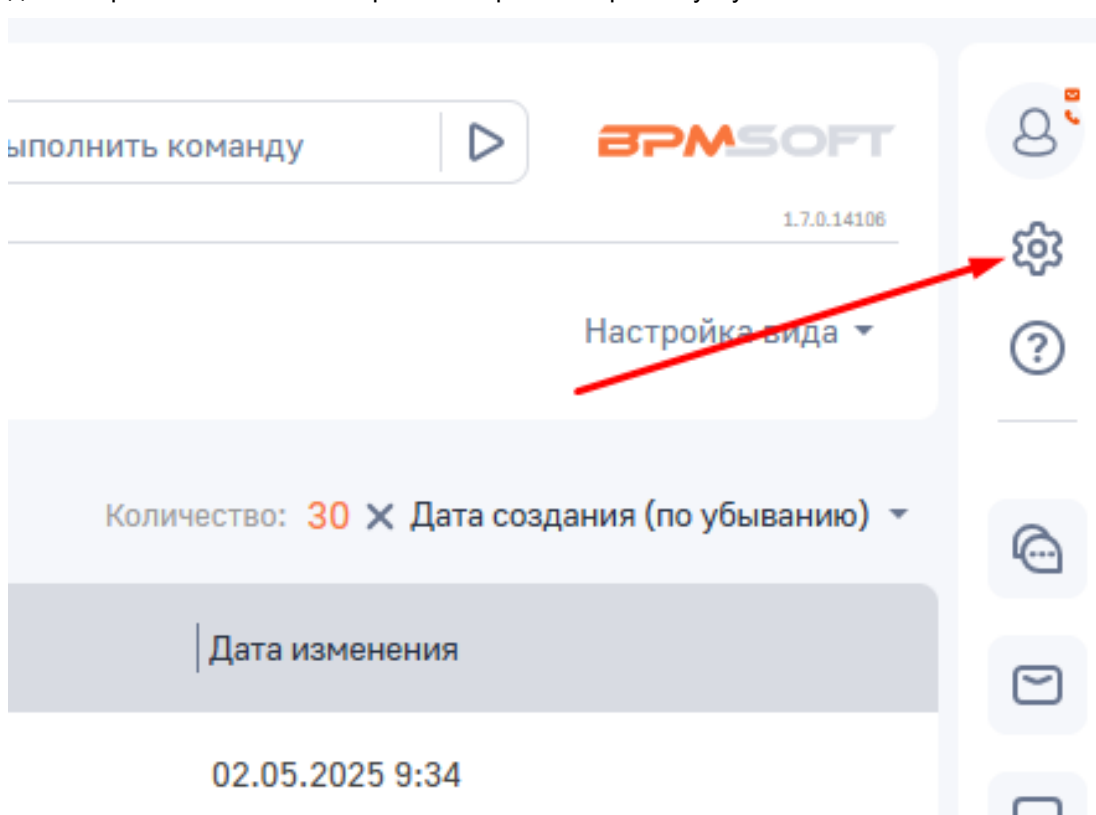 ыполнить команду
BPMSOFT
1.7.0.14106
Настройка вида
Количество: 30 Дата создания (по убыванию)
Дата изменения
02.05.2025 9:34